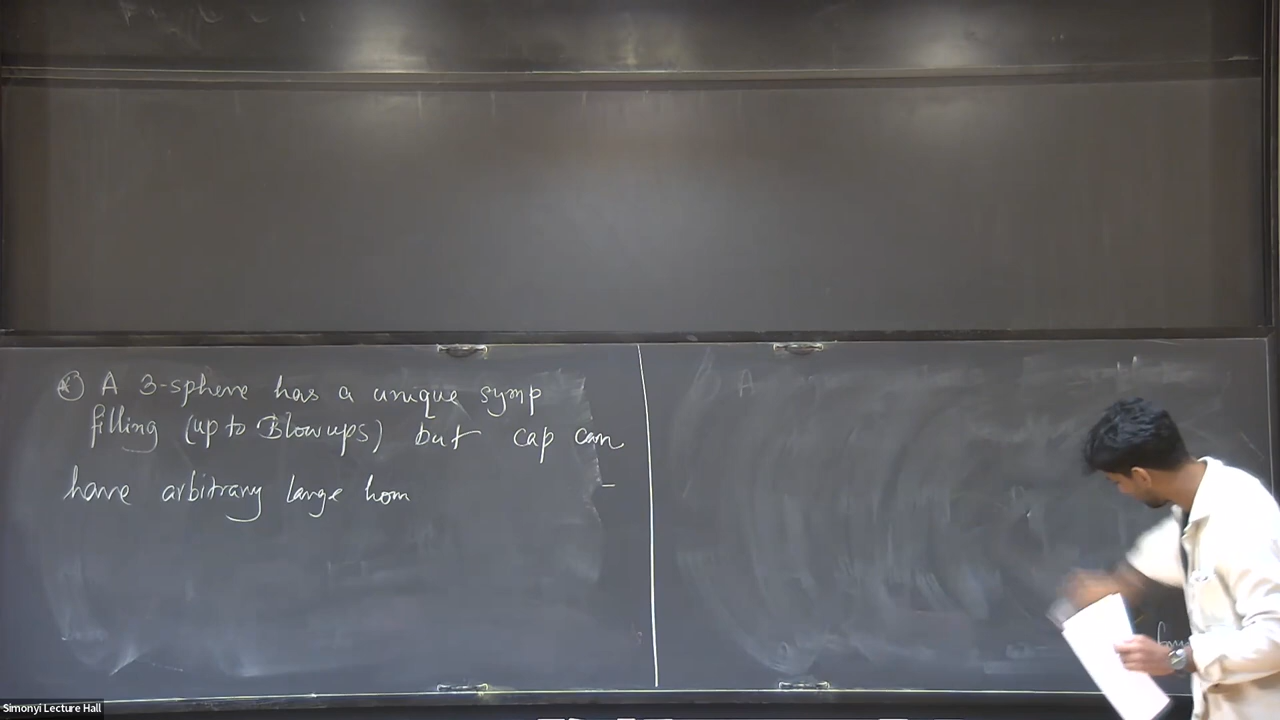 * A 3-sphere has a unique symp
filling (up to Blowups) but cap can
have arbitrary large hom
A
Simonyi Lecture Hall